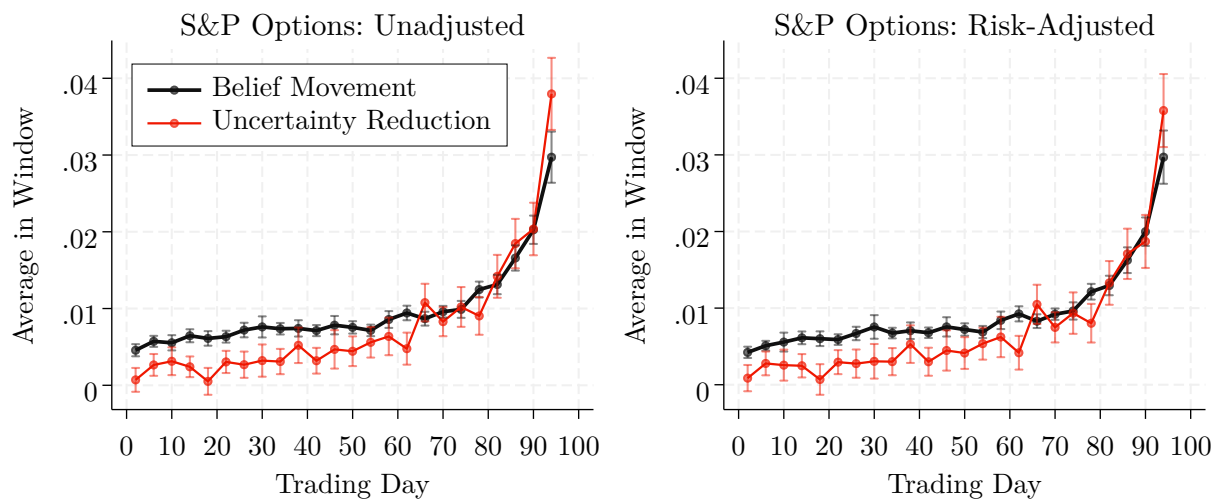 S&P Options: Unadjusted
Average in Window
.04
.03
.02
.01
0
Belief Movement
Uncertainty Reduction
0 10 20 30 40 50 60 70 80 90 100
Trading Day
S&P Options: Risk-Adjusted
Average in Window
.04
.03
.02
.01
0
0 10 20 30 40 50 60 70 80 90 100
Trading Day